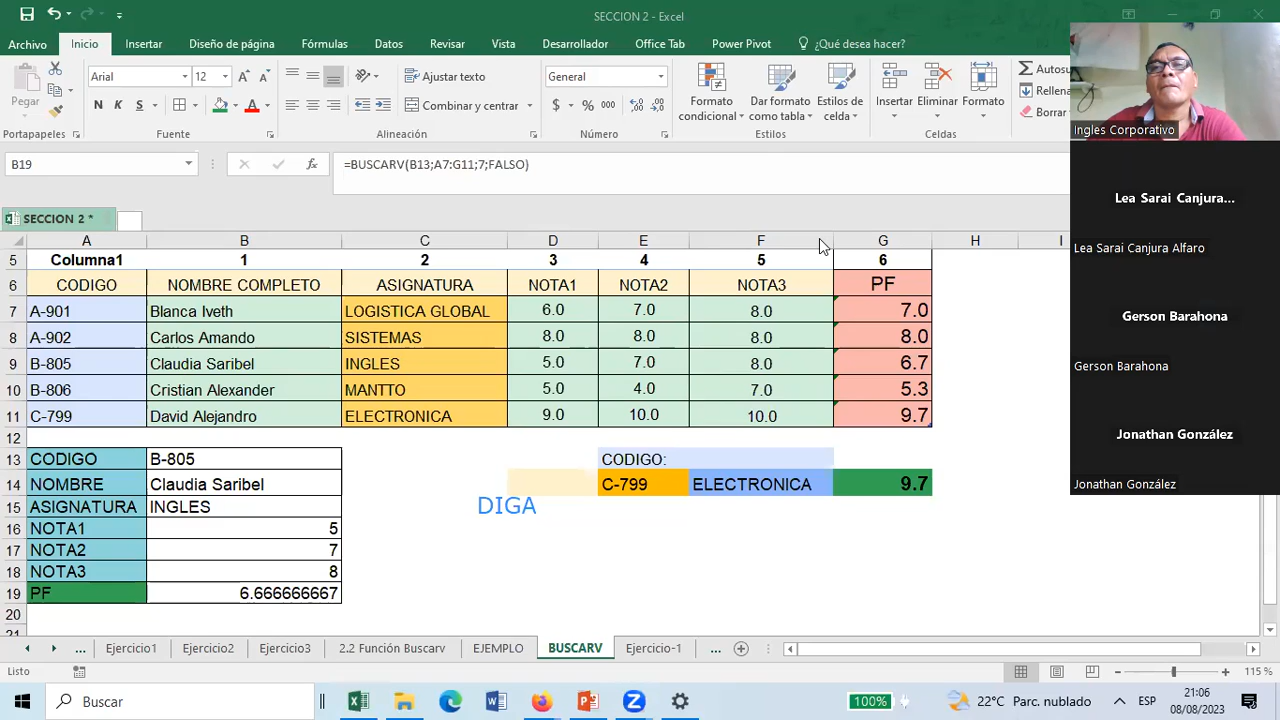 SECCION 2 - Excel
Archivo Inicio Insertar Diseño de página Fórmulas Datos Revisar Vista Desarrollador Office Tab Power Pivot ¿Qué desea hacer?
Pegar
Arial 12 A A
N K S A
Ajustar texto
Combinar y centrar
General
$ % 000
Formato condicional
Dar formato como tabla
Estilos de celdas
Insertar Eliminar Formato
Autosu
Rellena
Borrar
Portapapeles Fuente Alineación Número Estilos Celdas
B19 fx =BUSCARV(B13;A7:G11;7;FALSO)
SECCION 2 *
A B C D E F G H I
5 Columna1 1 2 3 4 5 6
6 CODIGO NOMBRE COMPLETO ASIGNATURA NOTA1 NOTA2 NOTA3 PF
7 A-901 Blanca Iveth LOGISTICA GLOBAL 6.0 7.0 8.0 7.0
8 A-902 Carlos Amando SISTEMAS 8.0 8.0 8.0 8.0
9 B-805 Claudia Saribel INGLES 5.0 7.0 8.0 6.7
10 B-806 Cristian Alexander MANTTO 5.0 4.0 7.0 5.3
11 C-799 David Alejandro ELECTRONICA 9.0 10.0 10.0 9.7
12
13 CODIGO B-805 CODIGO:
14 NOMBRE Claudia Saribel C-799 ELECTRONICA 9.7
15 ASIGNATURA INGLES DIGA
16 NOTA1 5
17 NOTA2 7
18 NOTA3 8
19 PF 6.666666667
20
21
Ingles Corporativo
Lea Sarai Canjura...
Lea Sarai Canjura Alfaro
Gerson Barahona
Gerson Barahona
Jonathan González
Jonathan González
... Ejercicio1 Ejercicio2 Ejercicio3 2.2 Función Buscarv EJEMPLO BUSCARV Ejercicio-1 ...
Listo 115 %
Buscar 100% 22°C Parc. nublado ESP 21:06
08/08/2023